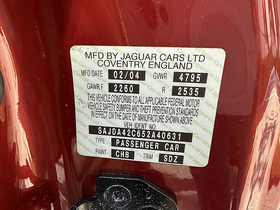 MFD BY JAGUAR CARS LTD
COVENTRY ENGLAND
MFD DATE 02/04 GVWR 4795
GAWR F 2260 R 2535
THIS VEHICLE CONFORMS TO ALL APPLICABLE FEDERAL MOTOR
VEHICLE SAFETY BUMPER AND THEFT PREVENTION STANDARDS
IN EFFECT ON THE DATE OF MANUFACTURE SHOWN ABOVE.
SAJDA42C652A40631
TYPE PASSENGER CAR
PAINT CHB TRIM SDZ